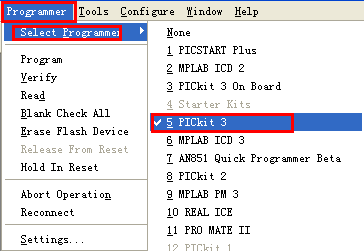 Programmer Tools Configure Window Help
Select Programmer
Program
Verify
Read
Blank Check All
Erase Flash Device
Release From Reset
Hold In Reset
Abort Operation
Reconnect
Settings...
None
1 PICSTART Plus
2 MPLAB ICD 2
3 PICkit 3 On Board
4 Starter Kits
5 PICkit 3
6 MPLAB ICD 3
7 AN851 Quick Programmer Beta
8 PICkit 2
9 MPLAB PM 3
10 REAL ICE
11 PRO MATE II
12 PICkit 1